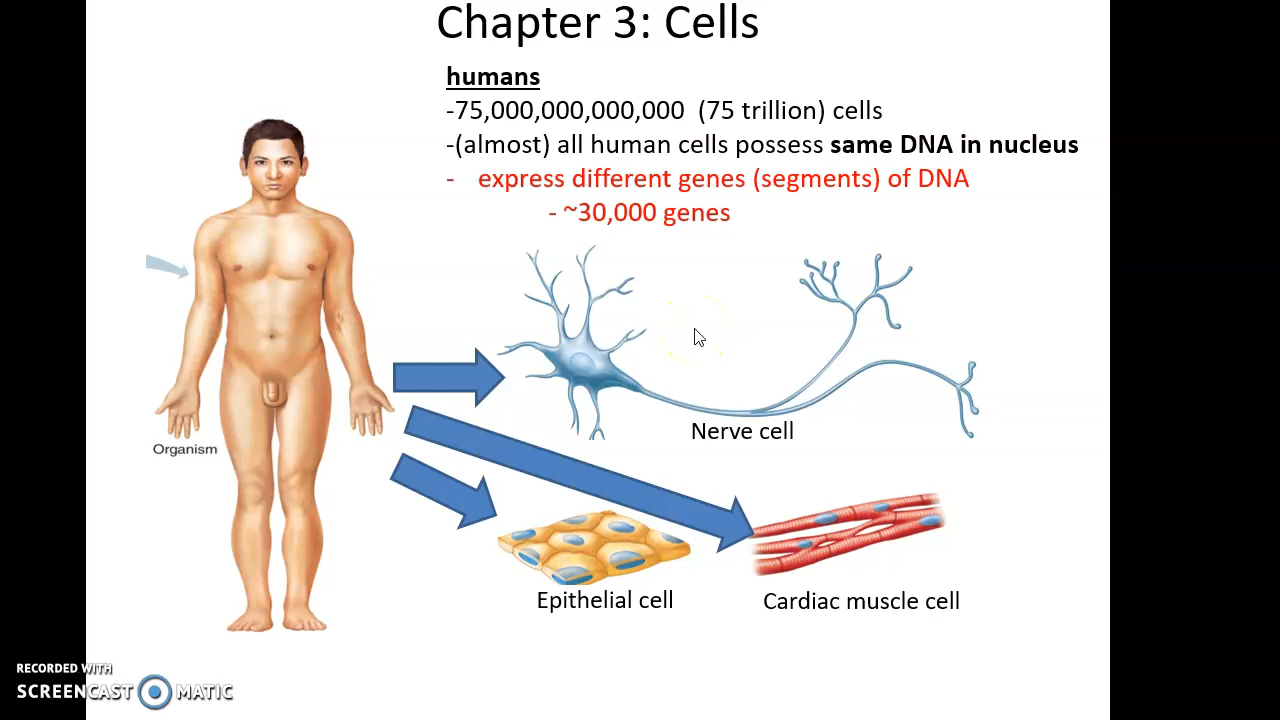 Chapter 3: Cells
humans
-75,000,000,000,000 (75 trillion) cells
-(almost) all human cells possess same DNA in nucleus
- express different genes (segments) of DNA
- ~30,000 genes
Nerve cell
Organism
Epithelial cell
Cardiac muscle cell
RECORDED WITH
SCREENCAST MATIC